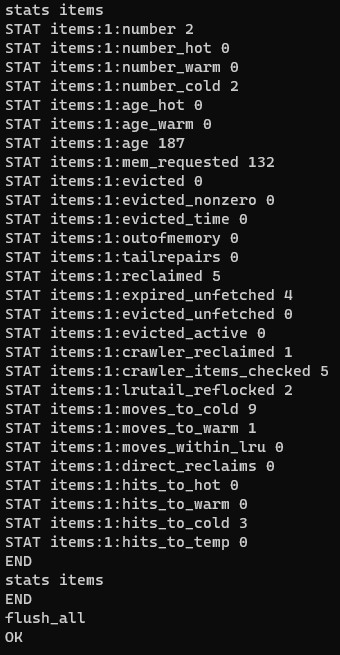 stats items
STAT items:1:number 2
STAT items:1:number_hot 0
STAT items:1:number_warm 0
STAT items:1:number_cold 2
STAT items:1:age_hot 0
STAT items:1:age_warm 0
STAT items:1:age 187
STAT items:1:mem_requested 132
STAT items:1:evicted 0
STAT items:1:evicted_nonzero 0
STAT items:1:evicted_time 0
STAT items:1:outofmemory 0
STAT items:1:tailrepairs 0
STAT items:1:reclaimed 5
STAT items:1:expired_unfetched 4
STAT items:1:evicted_unfetched 0
STAT items:1:evicted_active 0
STAT items:1:crawler_reclaimed 1
STAT items:1:crawler_items_checked 5
STAT items:1:lrutail_reflocked 2
STAT items:1:moves_to_cold 9
STAT items:1:moves_to_warm 1
STAT items:1:moves_within_lru 0
STAT items:1:direct_reclaims 0
STAT items:1:hits_to_hot 0
STAT items:1:hits_to_warm 0
STAT items:1:hits_to_cold 3
STAT items:1:hits_to_temp 0
END
stats items
END
flush_all
OK